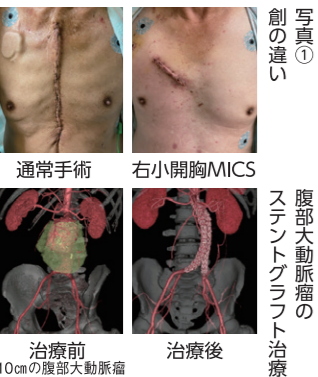 写真①
創の違い
通常手術
右小開胸MICS
腹部大動脈瘤の
ステントグラフト治療
治療前
10㎝の腹部大動脈瘤
治療後